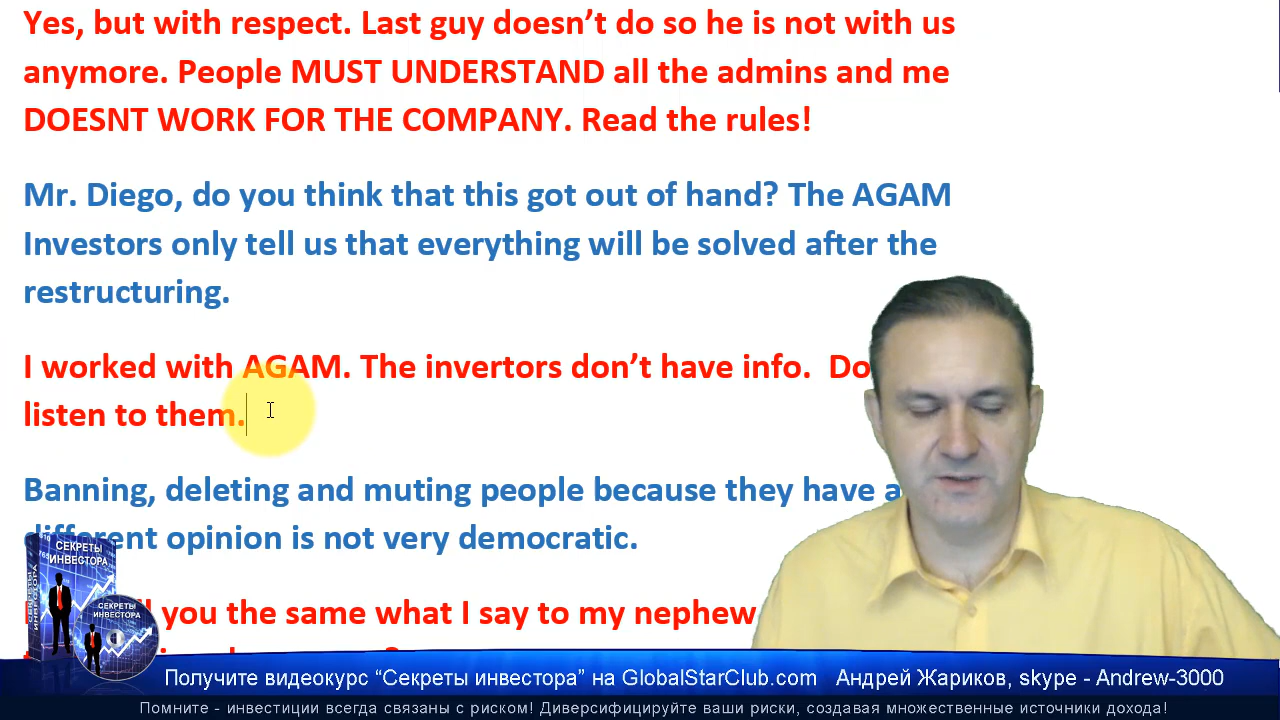 Yes, but with respect. Last guy doesn’t do so he is not with us
anymore. People MUST UNDERSTAND all the admins and me
DOESNT WORK FOR THE COMPANY. Read the rules!
Mr. Diego, do you think that this got out of hand? The AGAM
Investors only tell us that everything will be solved after the
restructuring.
I worked with AGAM. The invertors don’t have info.  Do
listen to them.
Banning, deleting and muting people because they have a
different opinion is not very democratic.
you the same what I say to my nephew
СЕКРЕТЫ
ИНВЕСТОРА
СЕКРЕТЫ
ИНВЕСТОРА
СЕКРЕТЫ
ИНВЕСТОРА
Получите видеокурс “Секреты инвестора” на GlobalStarClub.com   Андрей Жариков, skype - Andrew-3000
Помните - инвестиции всегда связаны с риском! Диверсифицируйте ваши риски, создавая множественные источники дохода!